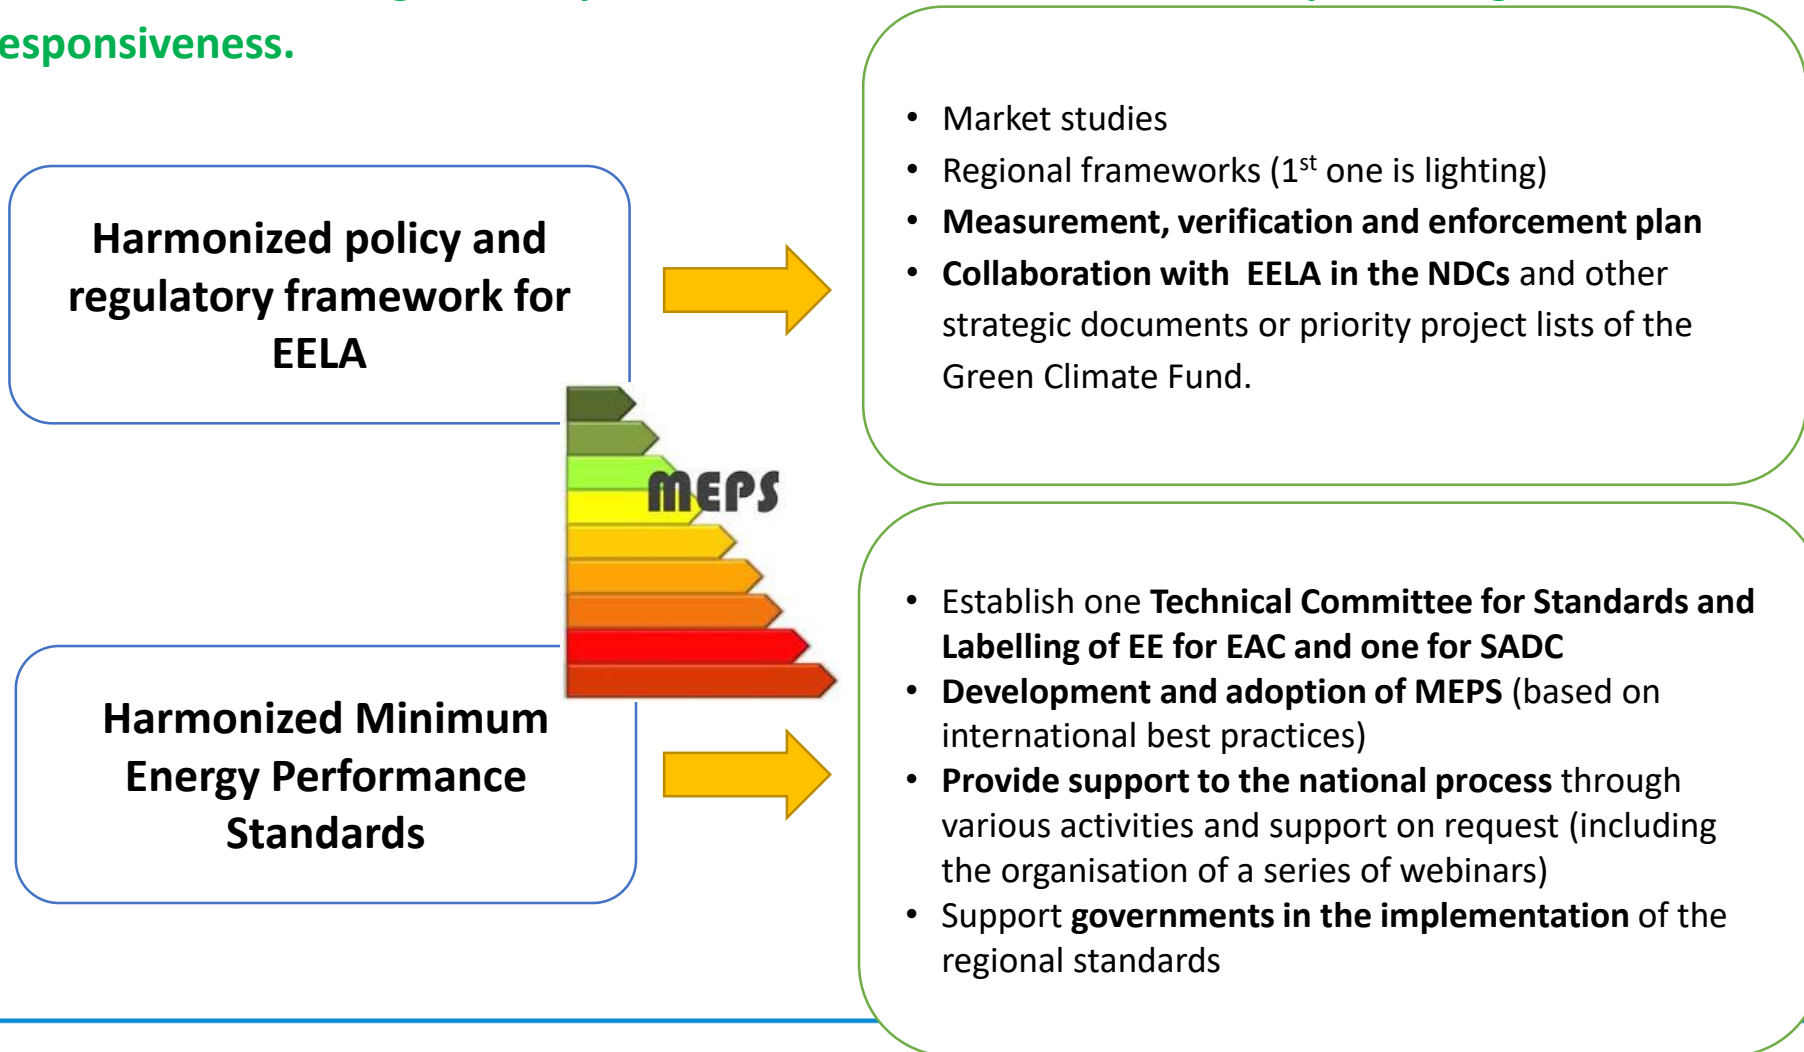 responsiveness.
Harmonized policy and
regulatory framework for
EELA
• Market studies
• Regional frameworks (1st one is lighting)
• Measurement, verification and enforcement plan
• Collaboration with  EELA in the NDCs and other
strategic documents or priority project lists of the
Green Climate Fund.
MEPS
Harmonized Minimum
Energy Performance
Standards
• Establish one Technical Committee for Standards and
Labelling of EE for EAC and one for SADC
• Development and adoption of MEPS (based on
international best practices)
• Provide support to the national process through
various activities and support on request (including
the organisation of a series of webinars)
• Support governments in the implementation of the
regional standards